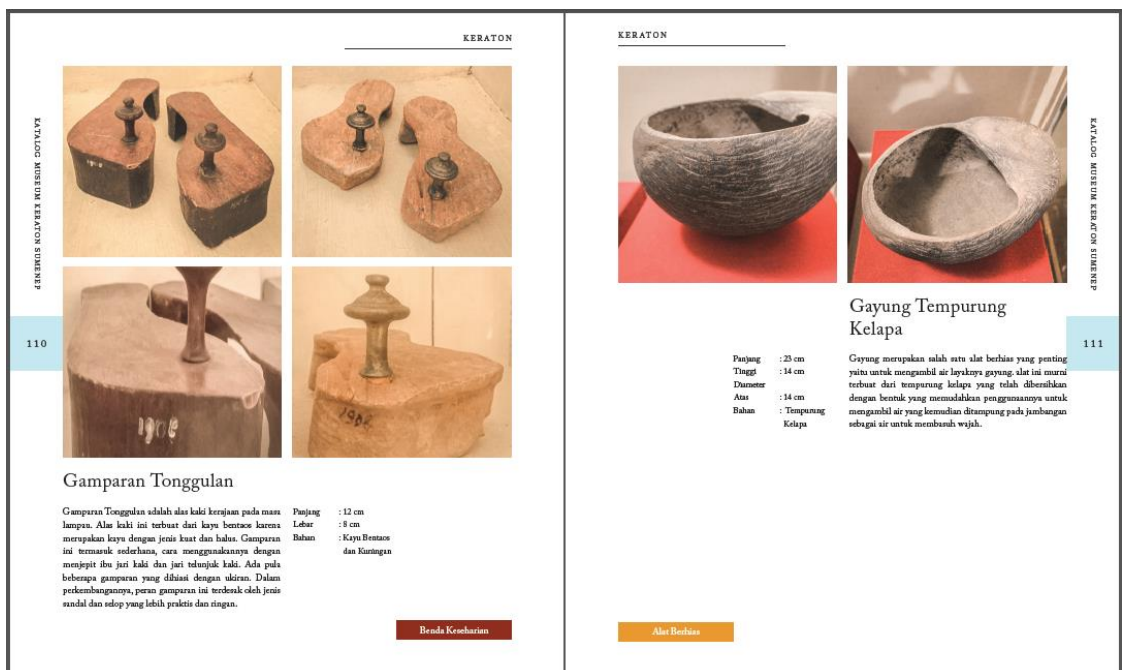 KERATON
KATALOG MUSEUM KERATON SUMENEP
110
1908
1908
1908
Gamparan Tonggulan
Gamparan Tonggulan adalah alas kaki kerajaan pada masa
lampau. Alas kaki ini terbuat dari kayu bentaos karena
merupakan kayu dengan jenis kuat dan halus. Gamparan
ini termasuk sederhana, cara menggunakannya dengan
menjepit ibu jari kaki dan jari telunjuk kaki. Ada pula
beberapa gamparan yang dihiasi dengan ukiran. Dalam
perkembangannya, peran gamparan ini terdesak oleh jenis
sandal dan selop yang lebih praktis dan ringan.
Panjang : 12 cm
Lebar : 8 cm
Bahan : Kayu Bentaos
dan Kuningan
Benda Keseharian
KERATON
KATALOG MUSEUM KERATON SUMENEP
111
Gayung Tempurung
Kelapa
Panjang : 23 cm
Tinggi : 14 cm
Diameter
Atas : 14 cm
Bahan : Tempurung
Kelapa
Gayung merupakan salah satu alat berhias yang penting
yaitu untuk mengambil air layaknya gayung. alat ini murni
terbuat dari tempurung kelapa yang telah dibersihkan
dengan bentuk yang memudahkan penggunaannya untuk
mengambil air yang kemudian ditampung pada jambangan
sebagai air untuk membasuh wajah.
Alat Berhias